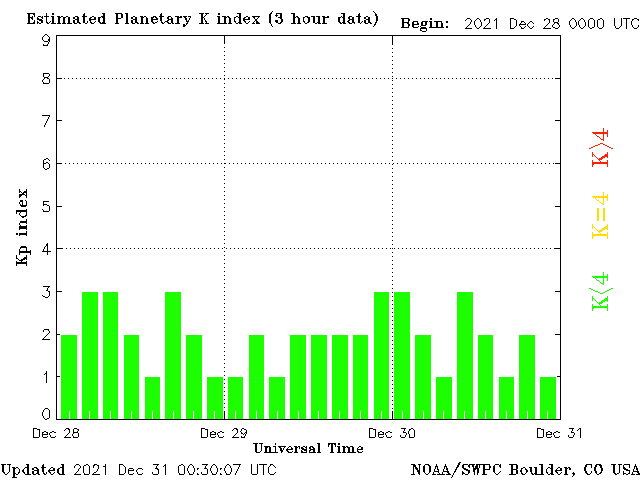 Estimated Planetary K index (3 hour data) Begin: 2021 Dec 28 0000 UTC
9
8
7
6
5
4
3
2
1
0
Kp index
K>4
K=4
K<4
Dec 28 Dec 29 Dec 30 Dec 31
Universal Time
Updated 2021 Dec 31 00:30:07 UTC NOAA/SWPC Boulder, CO USA